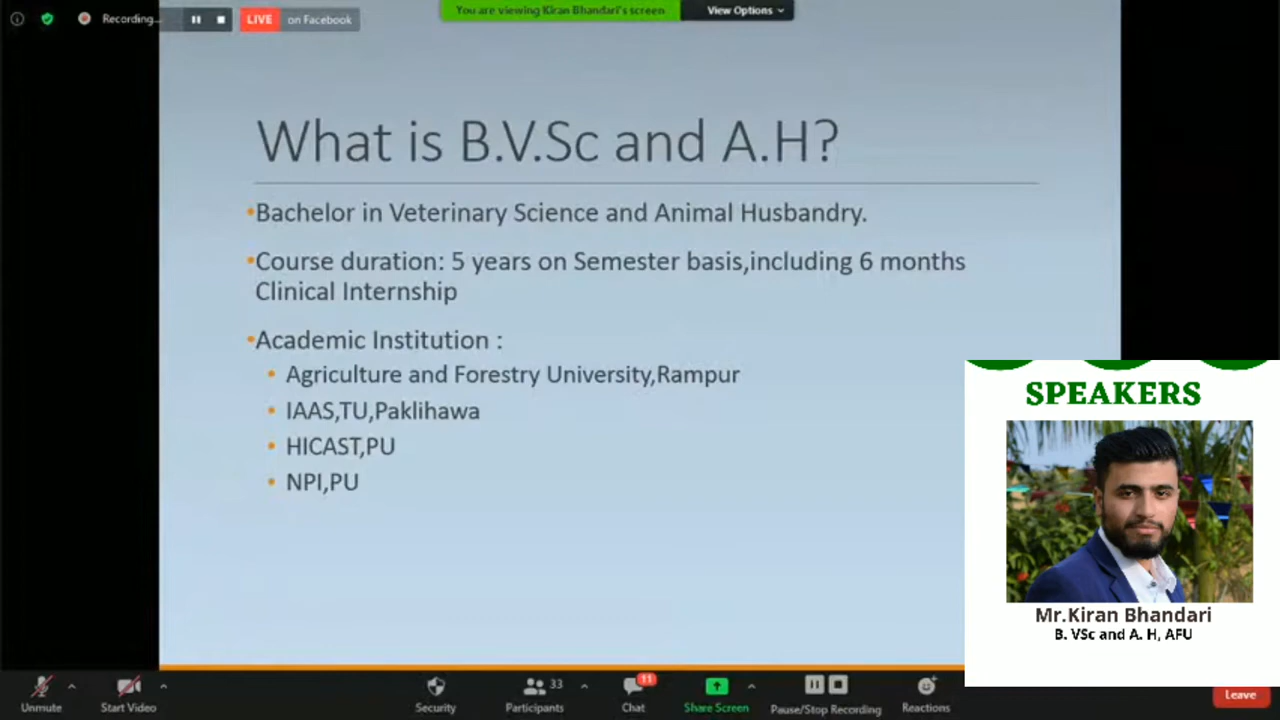 Recording...
LIVE on Facebook
You are viewing Kiran Bhandari's screen
View Options
What is B.V.Sc and A.H?
•Bachelor in Veterinary Science and Animal Husbandry.
•Course duration: 5 years on Semester basis,including 6 months
Clinical Internship
•Academic Institution :
• Agriculture and Forestry University,Rampur
• IAAS,TU,Paklihawa
• HICAST,PU
• NPI,PU
SPEAKERS
Mr.Kiran Bhandari
B. VSc and A. H, AFU
Unmute
Start Video
Security
33
Participants
11
Chat
Share Screen
Pause/Stop Recording
Reactions
Leave